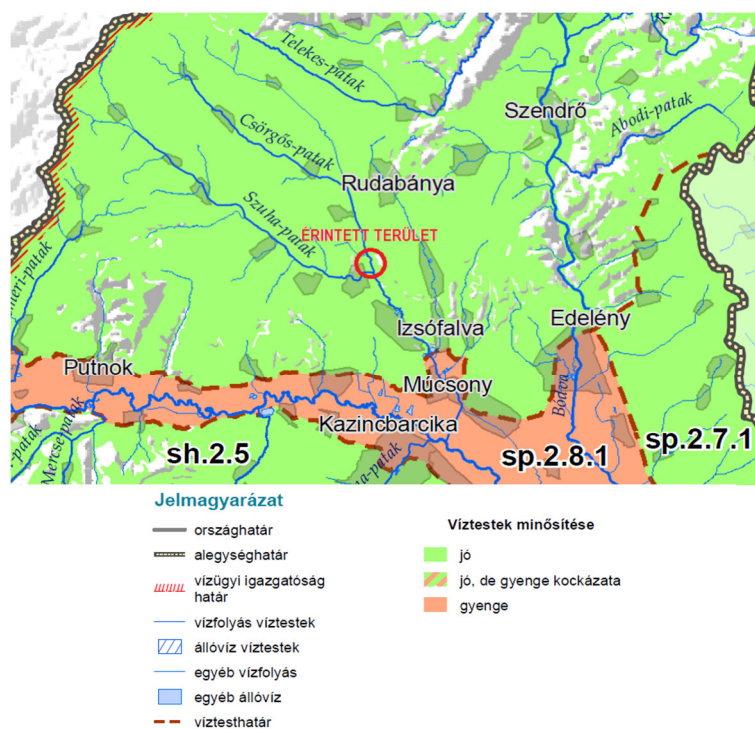 Telekes-patak
Szendrő
Abodi-patak
Csörgős-patak
Rudabánya
Szuha-patak
ÉRINTETT TERÜLET
Izsófalva
Edelény
Putnok
Múcsony
Bódva
Kazincbarcika
Mercse-patak
sh.2.5
sp.2.8.1
sp.2.7.1
Jelmagyarázat
országhatár
alegységhatár
vízügyi igazgatóság
határ
vízfolyás víztestek
állóvíz víztestek
egyéb vízfolyás
egyéb állóvíz
víztesthatár
Víztestek minősítése
jó
jó, de gyenge kockázata
gyenge